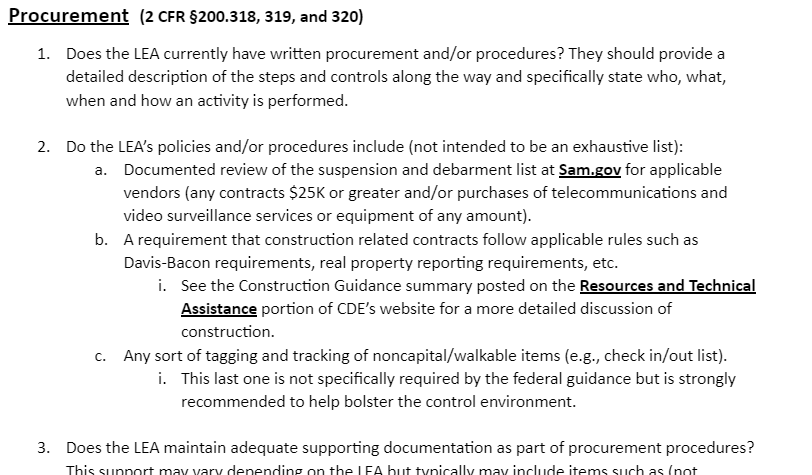 Procurement (2 CFR §200.318, 319, and 320)
1. Does the LEA currently have written procurement and/or procedures? They should provide a
detailed description of the steps and controls along the way and specifically state who, what,
when and how an activity is performed.
2. Do the LEA’s policies and/or procedures include (not intended to be an exhaustive list):
a. Documented review of the suspension and debarment list at Sam.gov for applicable
vendors (any contracts $25K or greater and/or purchases of telecommunications and
video surveillance services or equipment of any amount).
b. A requirement that construction related contracts follow applicable rules such as
Davis-Bacon requirements, real property reporting requirements, etc.
i. See the Construction Guidance summary posted on the Resources and Technical
Assistance portion of CDE’s website for a more detailed discussion of
construction.
c. Any sort of tagging and tracking of noncapital/walkable items (e.g., check in/out list).
i. This last one is not specifically required by the federal guidance but is strongly
recommended to help bolster the control environment.
3. Does the LEA maintain adequate supporting documentation as part of procurement procedures?
This support may vary depending on the LEA but typically may include items such as (not